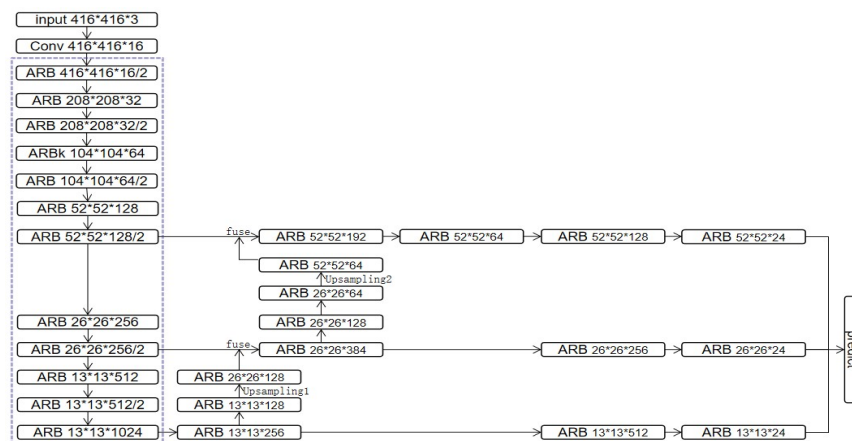 input 416*416*3
Conv 416*416*16
ARB 416*416*16/2
ARB 208*208*32
ARB 208*208*32/2
ARBk 104*104*64
ARB 104*104*64/2
ARB 52*52*128
ARB 52*52*128/2
fuse
ARB 52*52*192
ARB 52*52*64
ARB 52*52*128
ARB 52*52*24
ARB 52*52*64
Upsampling2
ARB 26*26*64
ARB 26*26*256
ARB 26*26*128
ARB 26*26*256/2
fuse
ARB 26*26*384
ARB 26*26*256
ARB 26*26*24
predict
ARB 13*13*512
ARB 26*26*128
Upsampling1
ARB 13*13*512/2
ARB 13*13*128
ARB 13*13*1024
ARB 13*13*256
ARB 13*13*512
ARB 13*13*24